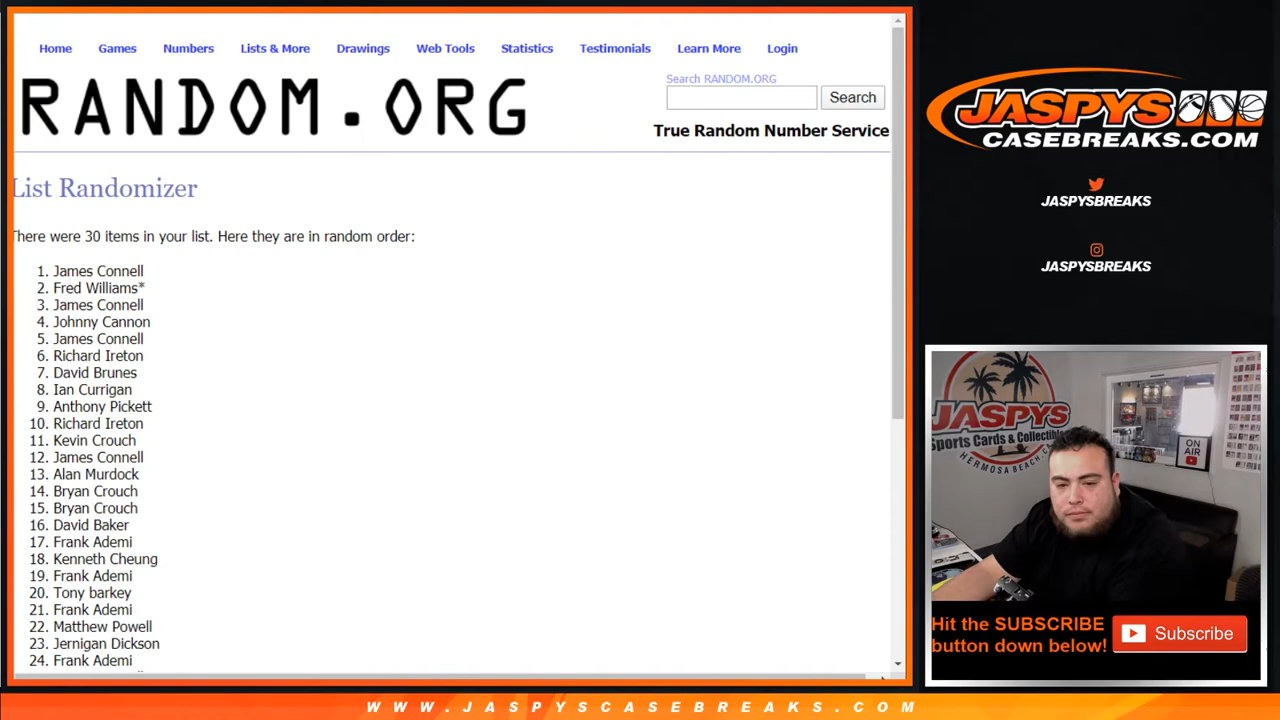 Home Games Numbers Lists & More Drawings Web Tools Statistics Testimonials Learn More Login
RANDOM.ORG
Search RANDOM.ORG
Search
True Random Number Service
List Randomizer
There were 30 items in your list. Here they are in random order:
1. James Connell
2. Fred Williams*
3. James Connell
4. Johnny Cannon
5. James Connell
6. Richard Ireton
7. David Brunes
8. Ian Currigan
9. Anthony Pickett
10. Richard Ireton
11. Kevin Crouch
12. James Connell
13. Alan Murdock
14. Bryan Crouch
15. Bryan Crouch
16. David Baker
17. Frank Ademi
18. Kenneth Cheung
19. Frank Ademi
20. Tony barkey
21. Frank Ademi
22. Matthew Powell
23. Jernigan Dickson
24. Frank Ademi
JASPYS
CASEBREAKS.COM
JASPYSBREAKS
JASPYSBREAKS
JASPYS
Sports Cards & Collectible
HERMOSA BEACH, CA
ON
AIR
Hit the SUBSCRIBE
button down below!
Subscribe
WWW.JASPYSCASEBREAKS.COM